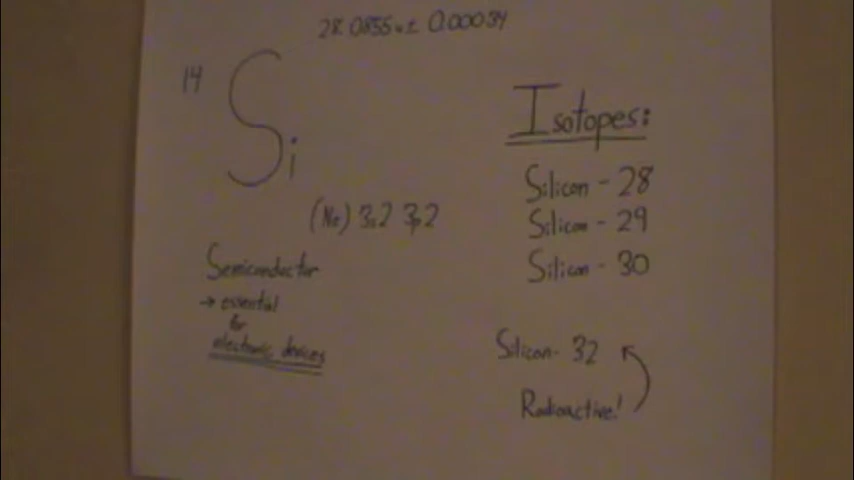 28.0855u ± 0.00034
14
Si
(Ne) 3s2 3p2
Semiconductor
→ essential
for
electronic devices
Isotopes:
Silicon - 28
Silicon - 29
Silicon - 30
Silicon - 32
Radioactive!